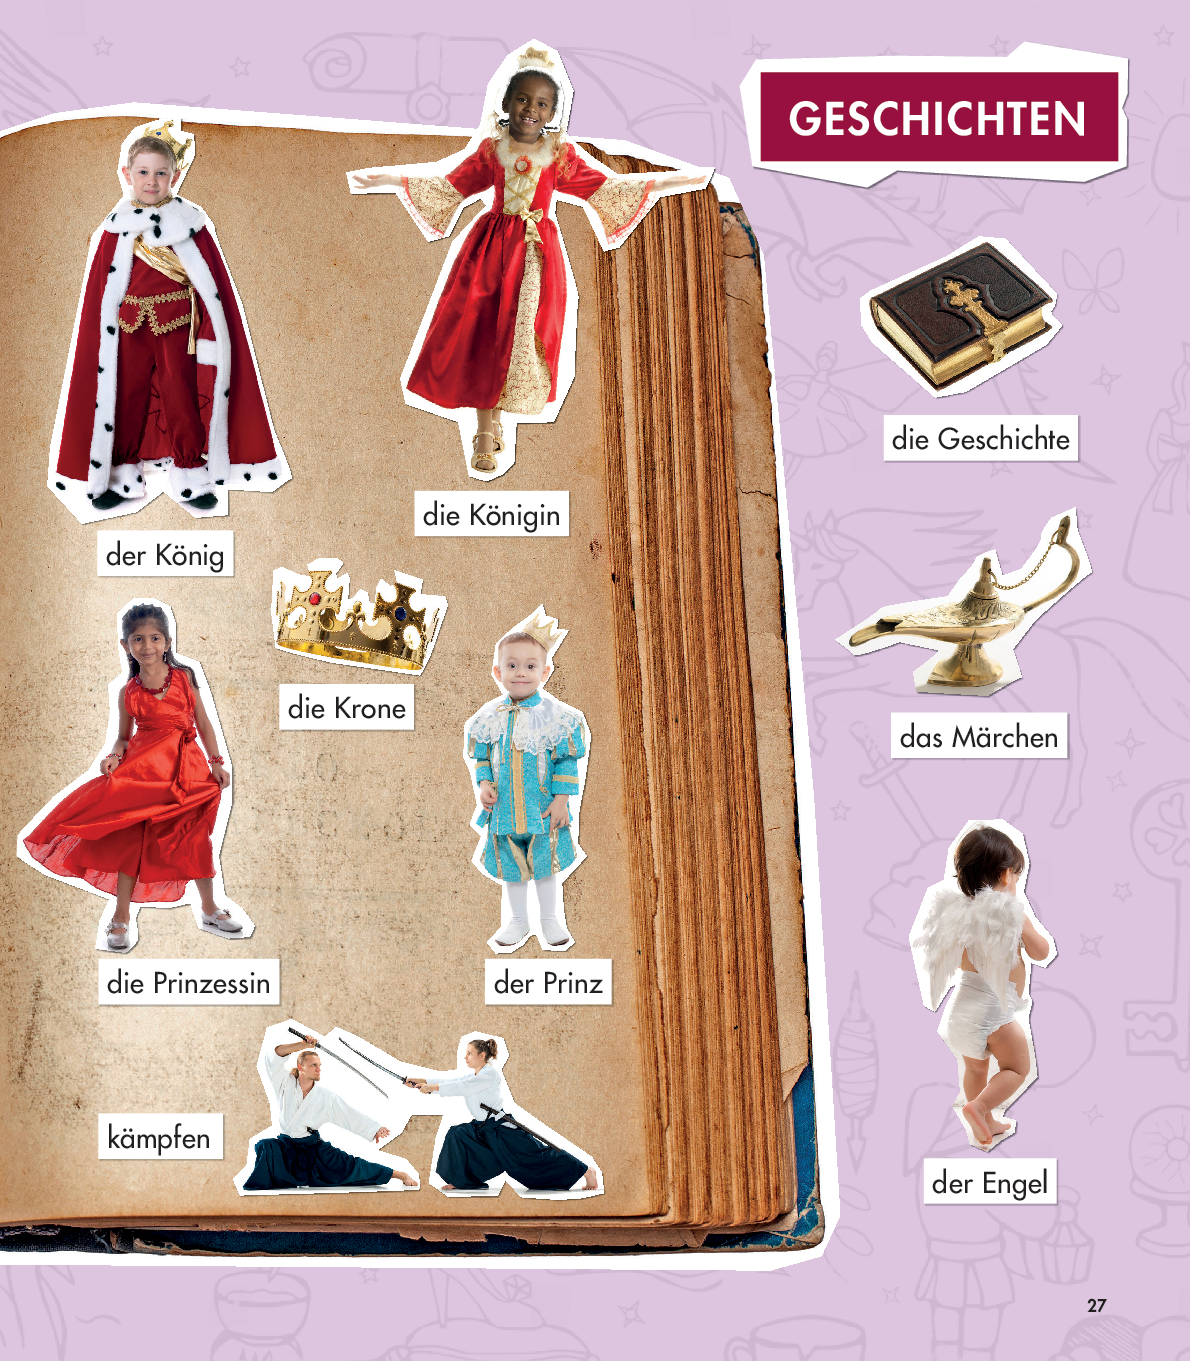 GESCHICHTEN
die Geschichte
die Königin
der König
die Krone
das Märchen
die Prinzessin
der Prinz
kämpfen
der Engel
27